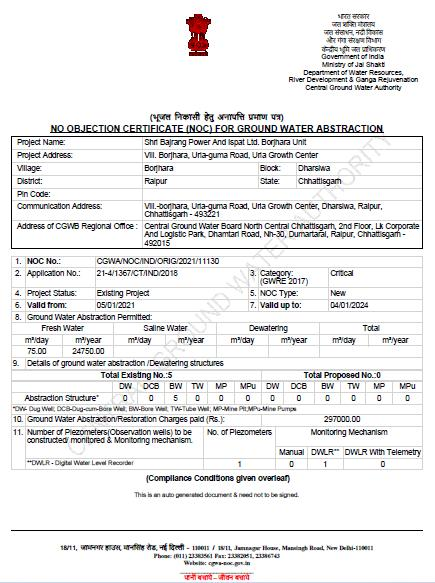 भारत सरकार
जल शक्ति मंत्रालय
जल संसाधन, नदी विकास
और गंगा संरक्षण विभाग
केन्द्रीय भूमि जल प्राधिकरण
Government of India
Ministry of Jal Shakti
Department of Water Resources,
River Development & Ganga Rejuvenation
Central Ground Water Authority
(भूजल निकासी हेतु अनापत्ति प्रमाण पत्र)
NO OBJECTION CERTIFICATE (NOC) FOR GROUND WATER ABSTRACTION
Project Name: Shri Bajrang Power And Ispat Ltd. Borjhara Unit
Project Address: Vill. Borjhara, Urla-guma Road, Urla Growth Center
Village: Borjhara Block: Dharsiwa
District: Raipur State: Chhattisgarh
Pin Code:
Communication Address: Vill.-borjhara, Urla-guma Road, Urla Growth Center, Dharsiwa, Raipur,
Chhattisgarh - 493221
Address of CGWB Regional Office : Central Ground Water Board North Central Chhattisgarh, 2nd Floor, Lk Corporate
And Logistic Park, Dhamtari Road, Nh-30, Dumartarai, Raipur, Chhattisgarh -
492015
1. NOC No.: CGWA/NOC/IND/ORIG/2021/11130
2. Application No.: 21-4/1367/CT/IND/2018 3. Category: Critical
(GWRE 2017)
4. Project Status: Existing Project 5. NOC Type: New
6. Valid from: 05/01/2021 7. Valid up to: 04/01/2024
8. Ground Water Abstraction Permitted:
Fresh Water Saline Water Dewatering Total
m³/day m³/year m³/day m³/year m³/day m³/year m³/day m³/year
75.00 24750.00
9. Details of ground water abstraction /Dewatering structures
Total Existing No.:5 Total Proposed No.:0
DW DCB BW TW MP MPu DW DCB BW TW MP MPu
Abstraction Structure* 0 0 5 0 0 0 0 0 0 0 0 0
*DW- Dug Well; DCB-Dug-cum-Bore Well; BW-Bore Well; TW-Tube Well; MP-Mine Pit;MPu-Mine Pumps
10. Ground Water Abstraction/Restoration Charges paid (Rs.): 297000.00
11. Number of Piezometers(Observation wells) to be
constructed/ monitored & Monitoring mechanism. No. of Piezometers Monitoring Mechanism
Manual DWLR** DWLR With Telemetry
**DWLR - Digital Water Level Recorder 1 0 1 0
(Compliance Conditions given overleaf)
This is an auto generated document & need not to be signed.
18/11, जामनगर हाउस, मानसिंह रोड, नई दिल्ली - 110011 / 18/11, Jamnagar House, Mansingh Road, New Delhi-110011
Phone: (011) 23383561 Fax: 23382051, 23386743
Website: cgwa-noc.gov.in
पानी बचाये - जीवन बचाये
CENTRAL GROUND WATER AUTHORITY